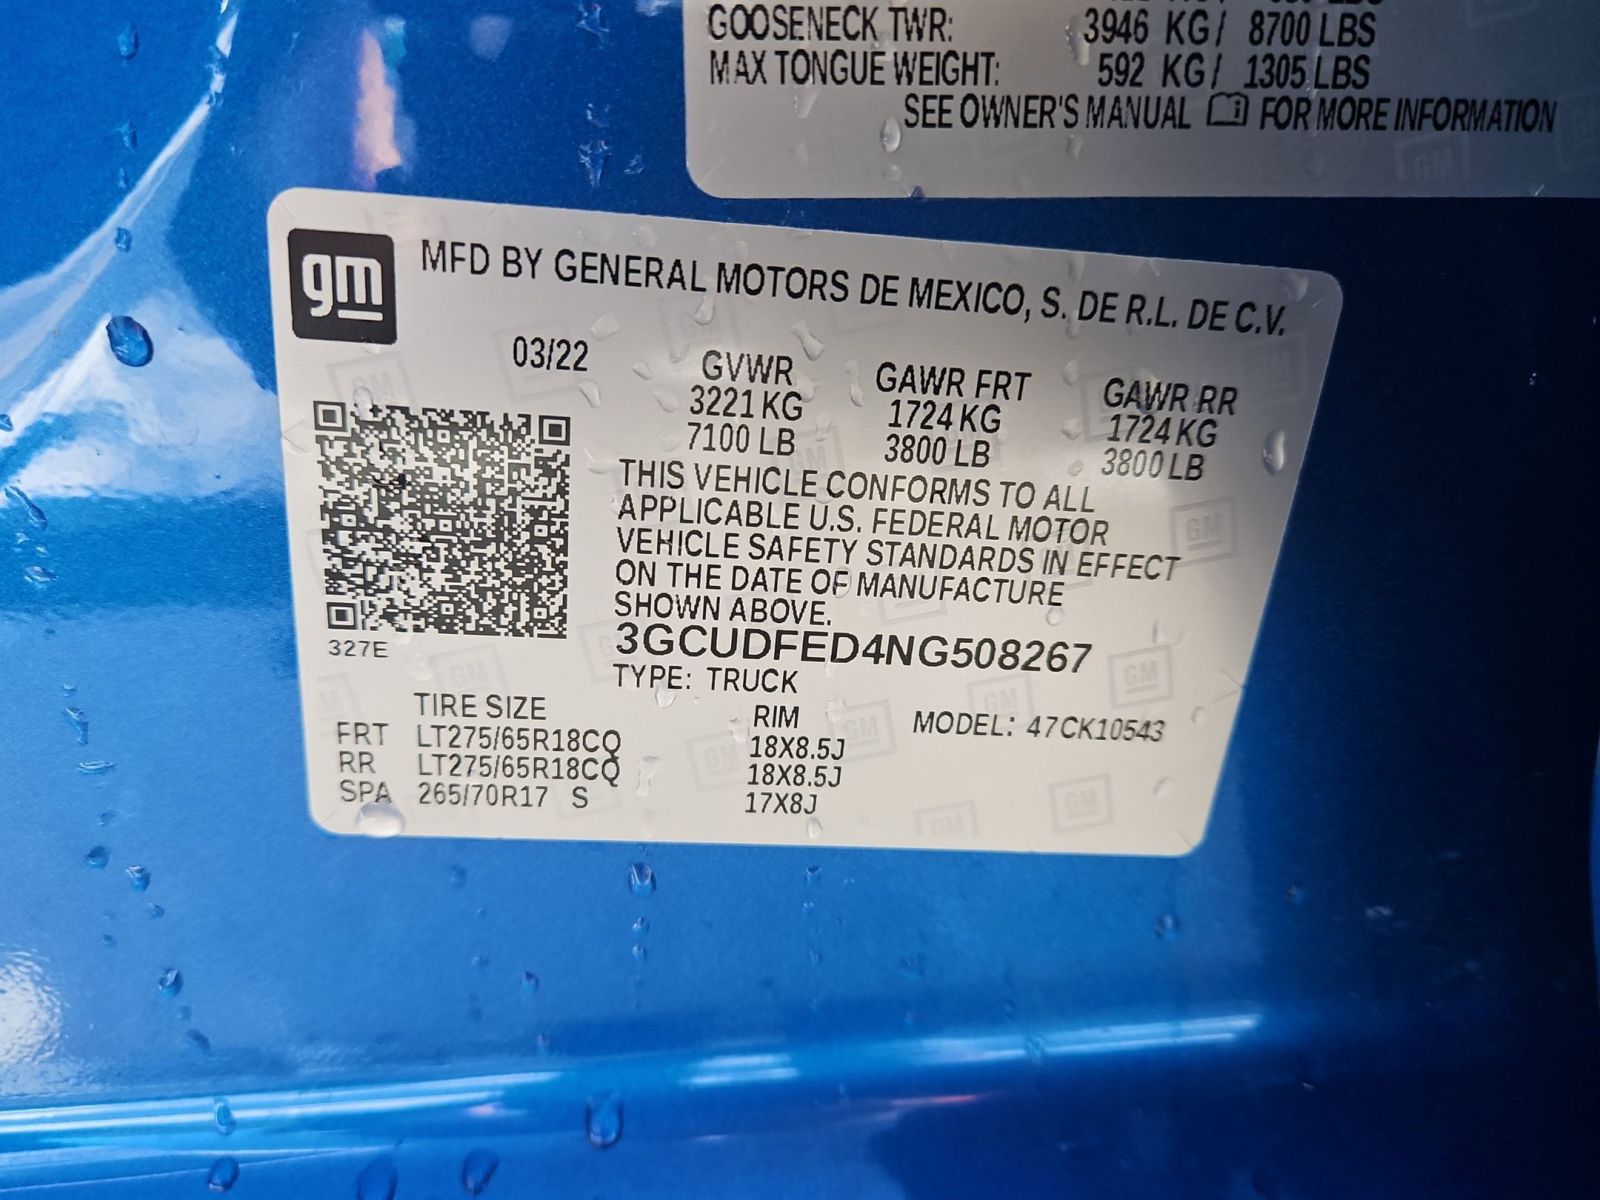 GOOSENECK TWR: 3946 KG / 8700 LBS
MAX TONGUE WEIGHT: 592 KG / 1305 LBS
SEE OWNER'S MANUAL FOR MORE INFORMATION
gm
MFD BY GENERAL MOTORS DE MEXICO, S. DE R.L. DE C.V.
03/22
GVWR GAWR FRT GAWR RR
3221 KG 1724 KG 1724 KG
7100 LB 3800 LB 3800 LB
THIS VEHICLE CONFORMS TO ALL
APPLICABLE U.S. FEDERAL MOTOR
VEHICLE SAFETY STANDARDS IN EFFECT
ON THE DATE OF MANUFACTURE
SHOWN ABOVE.
327E
3GCUDFED4NG508267
TYPE: TRUCK
TIRE SIZE RIM MODEL: 47CK10543
FRT LT275/65R18CQ 18X8.5J
RR LT275/65R18CQ 18X8.5J
SPA 265/70R17 S 17X8J